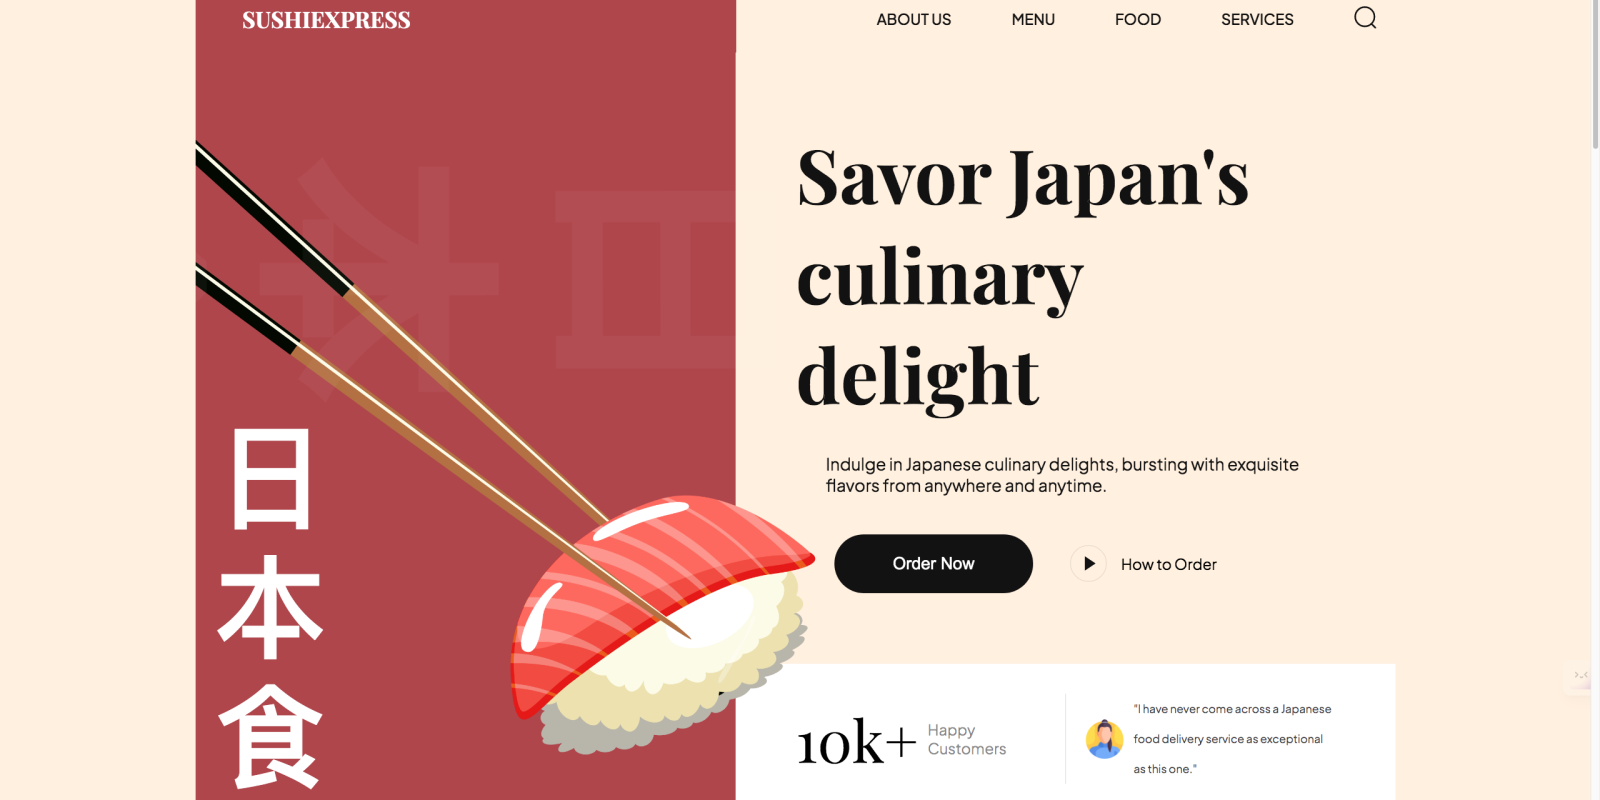 SUSHIEXPRESS
ABOUT US
MENU
FOOD
SERVICES
Savor Japan's
culinary
delight
Indulge in Japanese culinary delights, bursting with exquisite
flavors from anywhere and anytime.
Order Now
How to Order
日
本
食
10k+
Happy
Customers
"I have never come across a Japanese
food delivery service as exceptional
as this one."